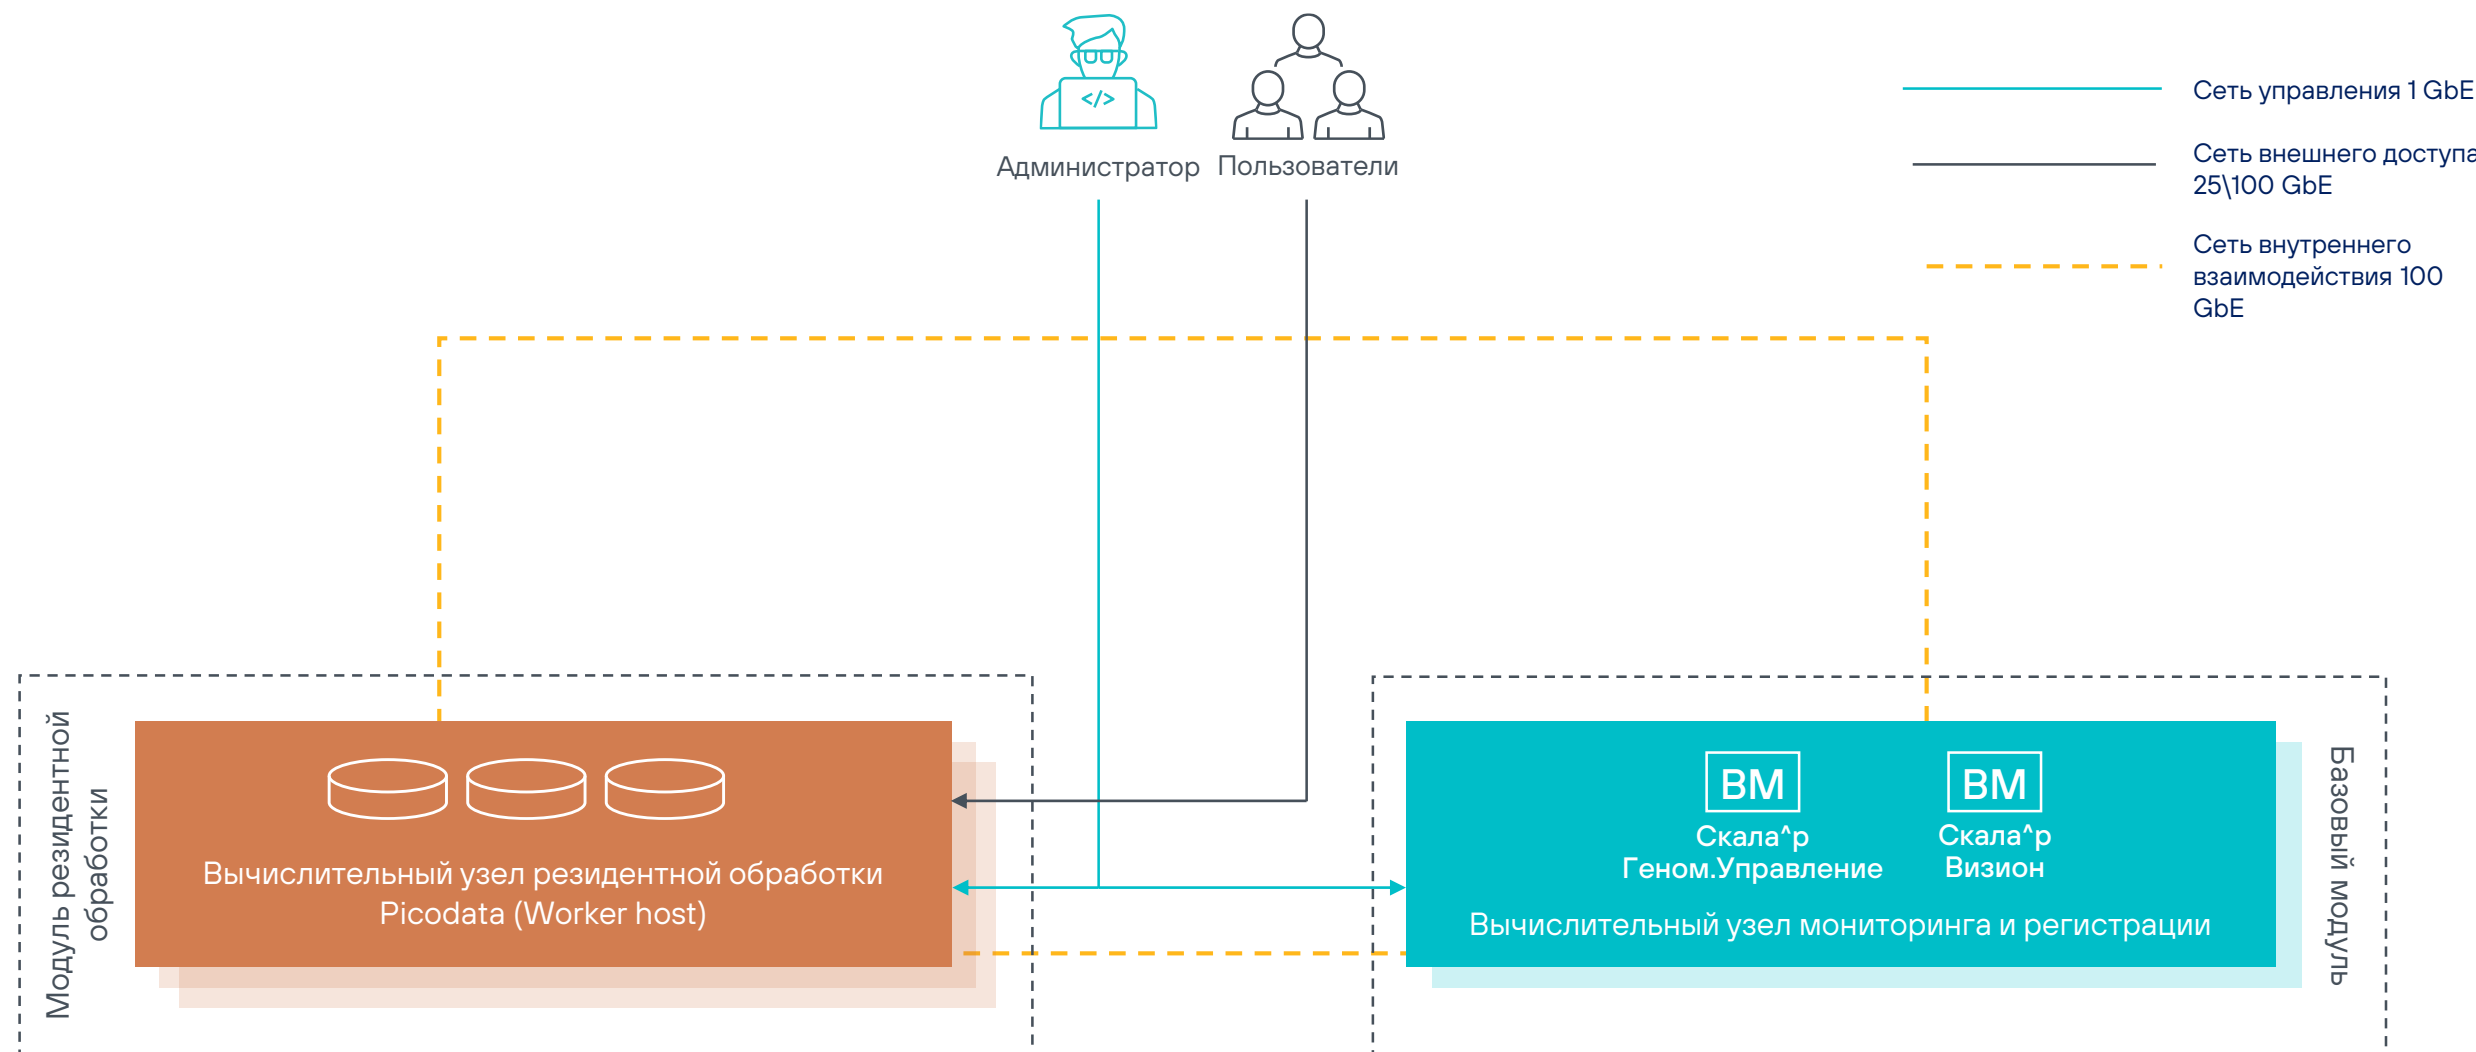 </>
Администратор
Пользователи
Сеть управления 1 GbE
Сеть внешнего доступа
25\100 GbE
Сеть внутреннего
взаимодействия 100
GbE
Модуль резидентной
обработки
Вычислительный узел резидентной обработки
Picodata (Worker host)
ВМ
Скала^р
Геном.Управление
ВМ
Скала^р
Визион
Вычислительный узел мониторинга и регистрации
Базовый модуль